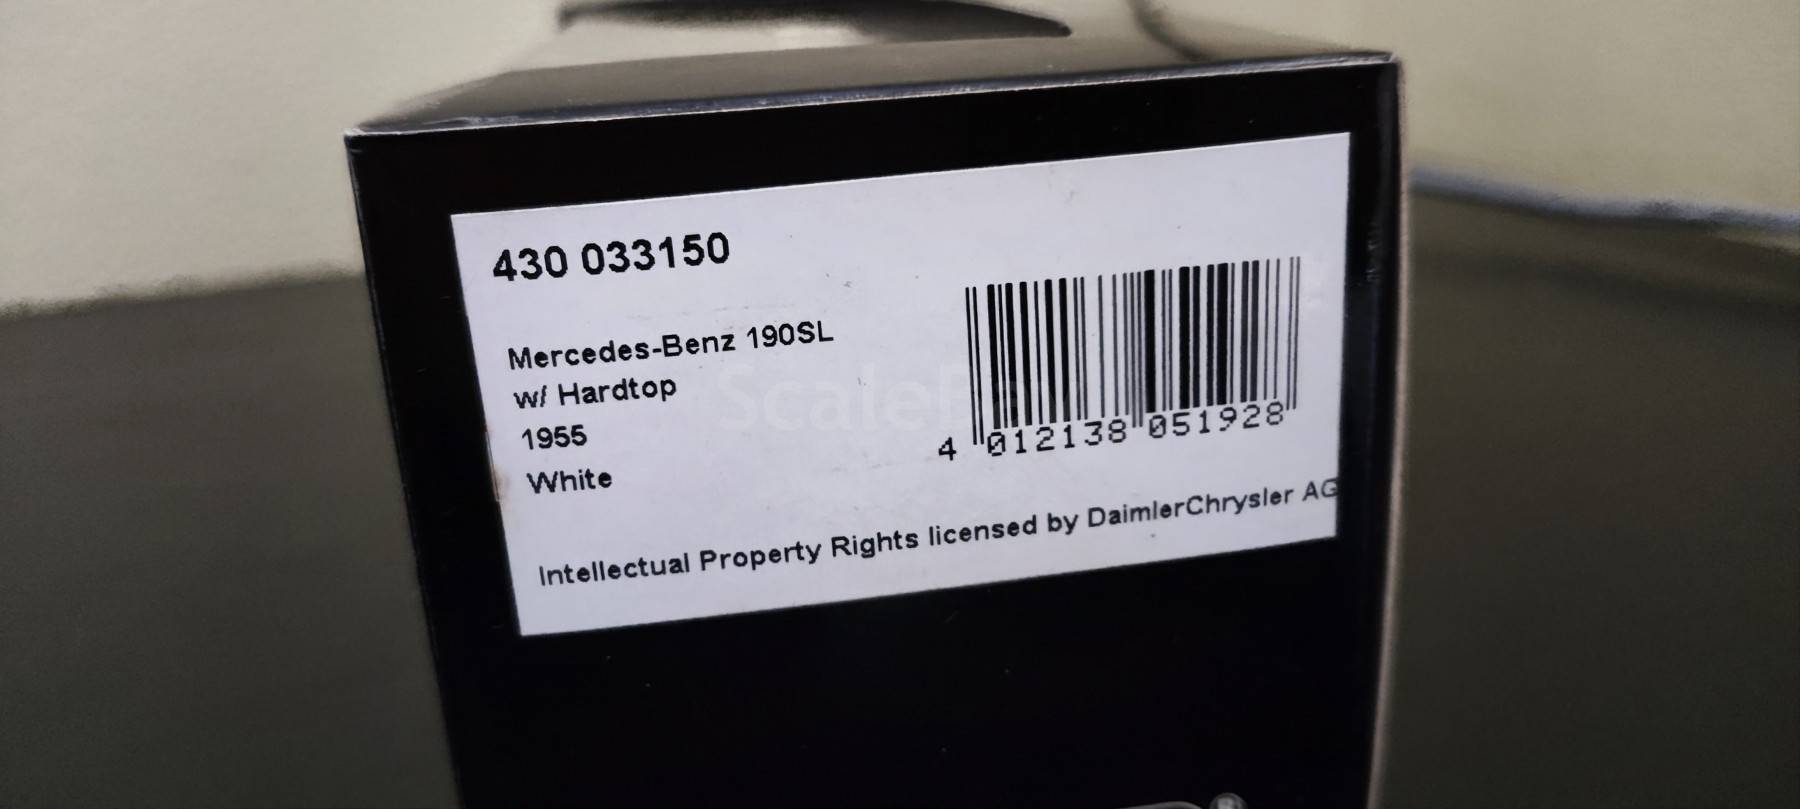 430 033150
Mercedes-Benz 190SL
w/ Hardtop
1955
White
4 012138 051928
Intellectual Property Rights licensed by DaimlerChrysler AG